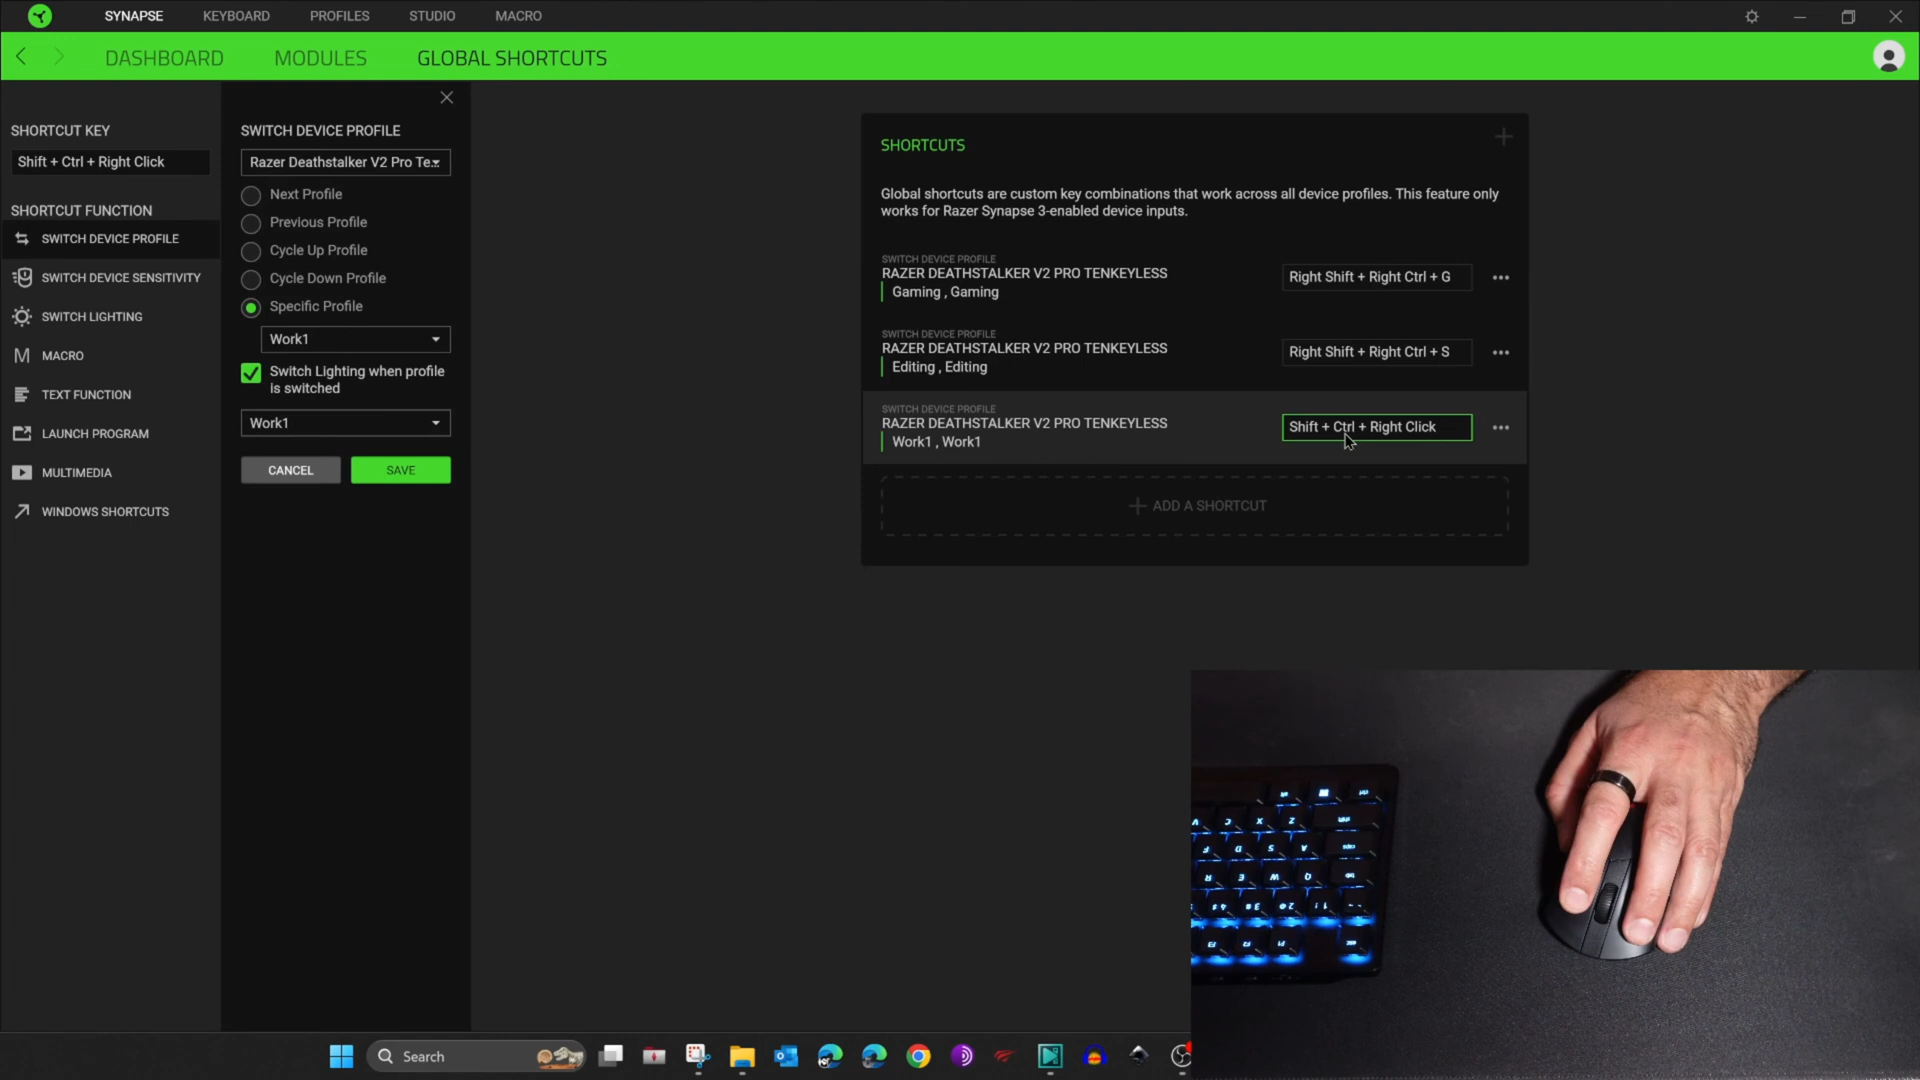 SYNAPSE
KEYBOARD
PROFILES
STUDIO
MACRO
DASHBOARD
MODULES
GLOBAL SHORTCUTS
SHORTCUT KEY
Shift + Ctrl + Right Click
SHORTCUT FUNCTION
SWITCH DEVICE PROFILE
SWITCH DEVICE SENSITIVITY
SWITCH LIGHTING
MACRO
TEXT FUNCTION
LAUNCH PROGRAM
MULTIMEDIA
WINDOWS SHORTCUTS
SWITCH DEVICE PROFILE
Razer Deathstalker V2 Pro Te...
Next Profile
Previous Profile
Cycle Up Profile
Cycle Down Profile
Specific Profile
Work1
Switch Lighting when profile
is switched
Work1
CANCEL
SAVE
SHORTCUTS
Global shortcuts are custom key combinations that work across all device profiles. This feature only
works for Razer Synapse 3-enabled device inputs.
SWITCH DEVICE PROFILE
RAZER DEATHSTALKER V2 PRO TENKEYLESS
Gaming , Gaming
Right Shift + Right Ctrl + G
SWITCH DEVICE PROFILE
RAZER DEATHSTALKER V2 PRO TENKEYLESS
Editing , Editing
Right Shift + Right Ctrl + S
SWITCH DEVICE PROFILE
RAZER DEATHSTALKER V2 PRO TENKEYLESS
Work1 , Work1
Shift + Ctrl + Right Click
ADD A SHORTCUT
Search